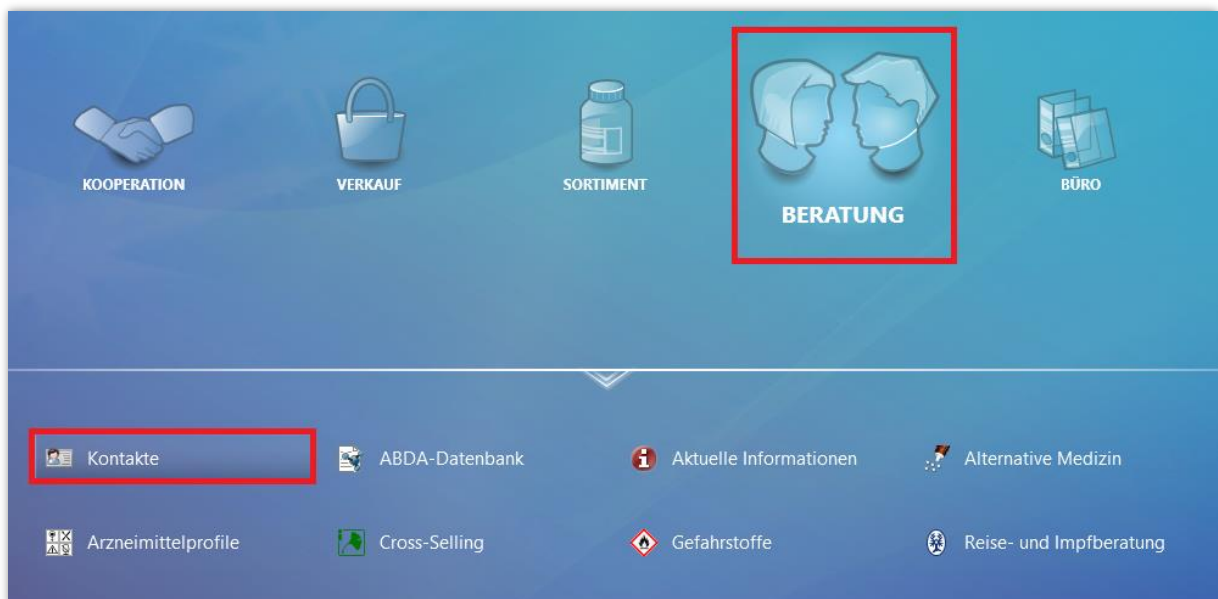 KOOPERATION
VERKAUF
SORTIMENT
BERATUNG
BÜRO
Kontakte
ABDA-Datenbank
Aktuelle Informationen
Alternative Medizin
Arzneimittelprofile
Cross-Selling
Gefahrstoffe
Reise- und Impfberatung